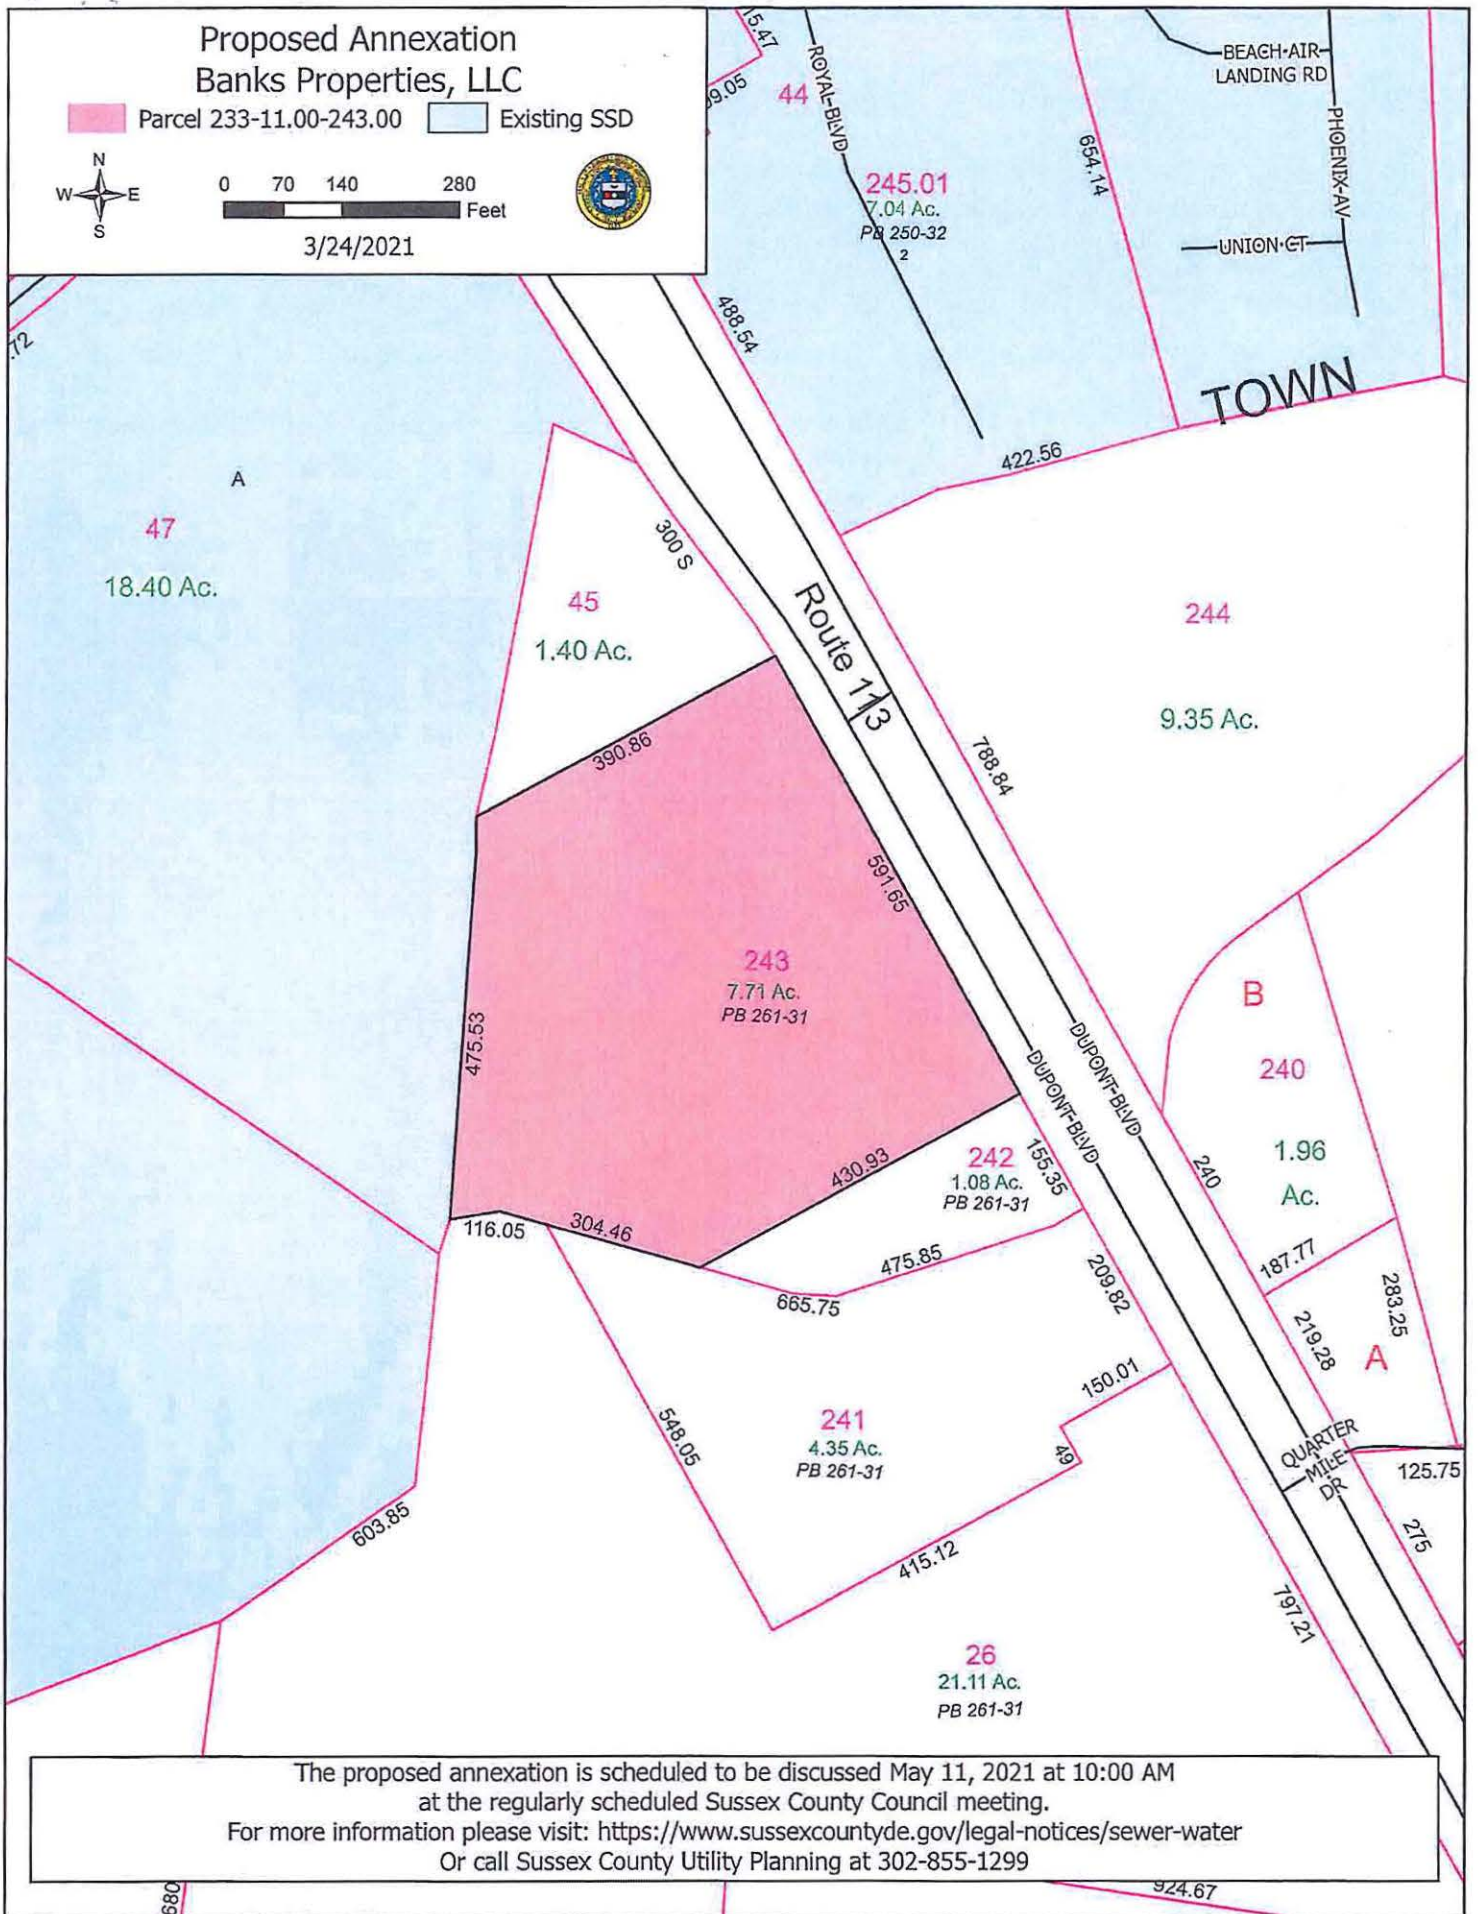 Proposed Annexation
Banks Properties, LLC
Parcel 233-11.00-243.00
Existing SSD
N
W E
S
0 70 140 280
Feet
3/24/2021
15.47
44
ROYAL BLVD
245.01
7.04 Ac.
PB 250-32
2
654.14
BEACH AIR
LANDING RD
PHOENIX AV
UNION CT
488.54
TOWN
422.56
.72
A
47
18.40 Ac.
300 S
45
1.40 Ac.
Route 113
244
9.35 Ac.
390.86
788.84
591.65
243
7.71 Ac.
PB 261-31
475.53
DUPONT BLVD
DUPONT BLVD
B
240
1.96
Ac.
240
430.93
242
1.08 Ac.
PB 261-31
155.35
116.05
304.46
475.85
665.75
209.82
187.77
283.25
219.28
A
150.01
49
548.05
241
4.35 Ac.
PB 261-31
QUARTER
MILE
DR
125.75
275
603.85
415.12
797.21
26
21.11 Ac.
PB 261-31
The proposed annexation is scheduled to be discussed May 11, 2021 at 10:00 AM
at the regularly scheduled Sussex County Council meeting.
For more information please visit: https://www.sussexcountyde.gov/legal-notices/sewer-water
Or call Sussex County Utility Planning at 302-855-1299
680
924.67